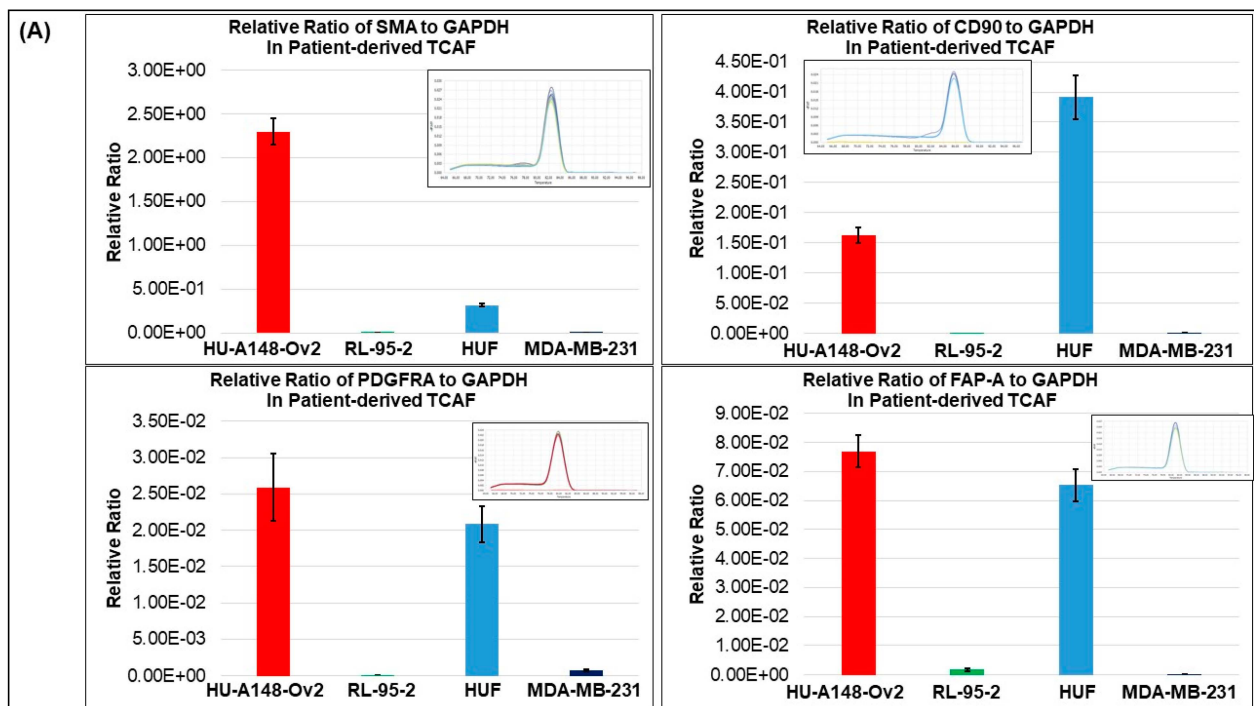 (A)
Relative Ratio of SMA to GAPDH
In Patient-derived TCAF
Relative Ratio
3.00E+00
2.50E+00
2.00E+00
1.50E+00
1.00E+00
5.00E-01
0.00E+00
HU-A148-Ov2 RL-95-2 HUF MDA-MB-231
Temperature
Relative Ratio of CD90 to GAPDH
In Patient-derived TCAF
Relative Ratio
4.50E-01
4.00E-01
3.50E-01
3.00E-01
2.50E-01
2.00E-01
1.50E-01
1.00E-01
5.00E-02
0.00E+00
HU-A148-Ov2 RL-95-2 HUF MDA-MB-231
Temperature
Relative Ratio of PDGFRA to GAPDH
In Patient-derived TCAF
Relative Ratio
3.50E-02
3.00E-02
2.50E-02
2.00E-02
1.50E-02
1.00E-02
5.00E-03
0.00E+00
HU-A148-Ov2 RL-95-2 HUF MDA-MB-231
Temperature
Relative Ratio of FAP-A to GAPDH
In Patient-derived TCAF
Relative Ratio
9.00E-02
8.00E-02
7.00E-02
6.00E-02
5.00E-02
4.00E-02
3.00E-02
2.00E-02
1.00E-02
0.00E+00
HU-A148-Ov2 RL-95-2 HUF MDA-MB-231
Temperature